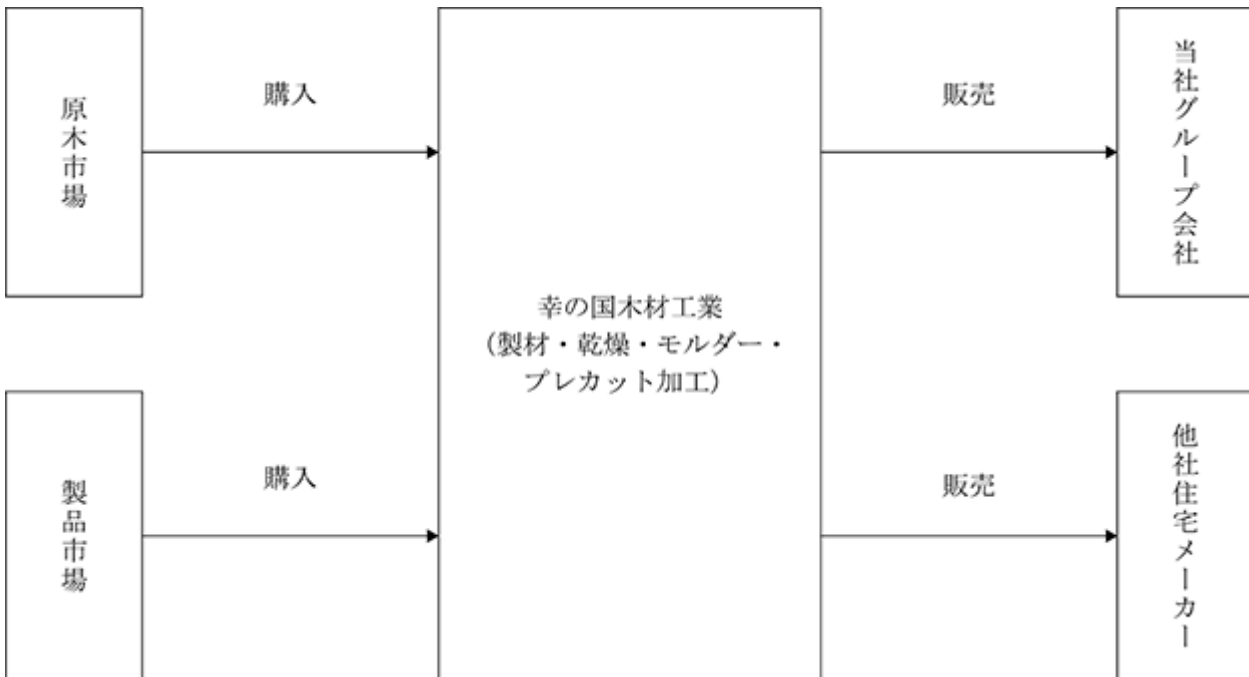 原木市場
購入
製品市場
購入
幸の国木材工業
（製材・乾燥・モルダー・
プレカット加工）
販売
当社グループ会社
販売
他社住宅メーカー